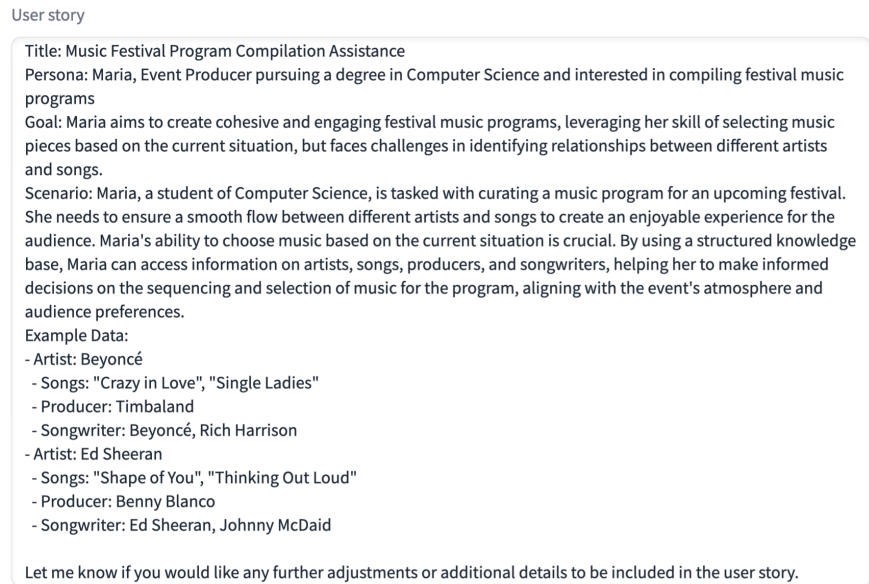 User story
Title: Music Festival Program Compilation Assistance
Persona: Maria, Event Producer pursuing a degree in Computer Science and interested in compiling festival music
programs
Goal: Maria aims to create cohesive and engaging festival music programs, leveraging her skill of selecting music
pieces based on the current situation, but faces challenges in identifying relationships between different artists
and songs.
Scenario: Maria, a student of Computer Science, is tasked with curating a music program for an upcoming festival.
She needs to ensure a smooth flow between different artists and songs to create an enjoyable experience for the
audience. Maria's ability to choose music based on the current situation is crucial. By using a structured knowledge
base, Maria can access information on artists, songs, producers, and songwriters, helping her to make informed
decisions on the sequencing and selection of music for the program, aligning with the event's atmosphere and
audience preferences.
Example Data:
- Artist: Beyoncé
- Songs: "Crazy in Love", "Single Ladies"
- Producer: Timbaland
- Songwriter: Beyoncé, Rich Harrison
- Artist: Ed Sheeran
- Songs: "Shape of You", "Thinking Out Loud"
- Producer: Benny Blanco
- Songwriter: Ed Sheeran, Johnny McDaid
Let me know if you would like any further adjustments or additional details to be included in the user story.